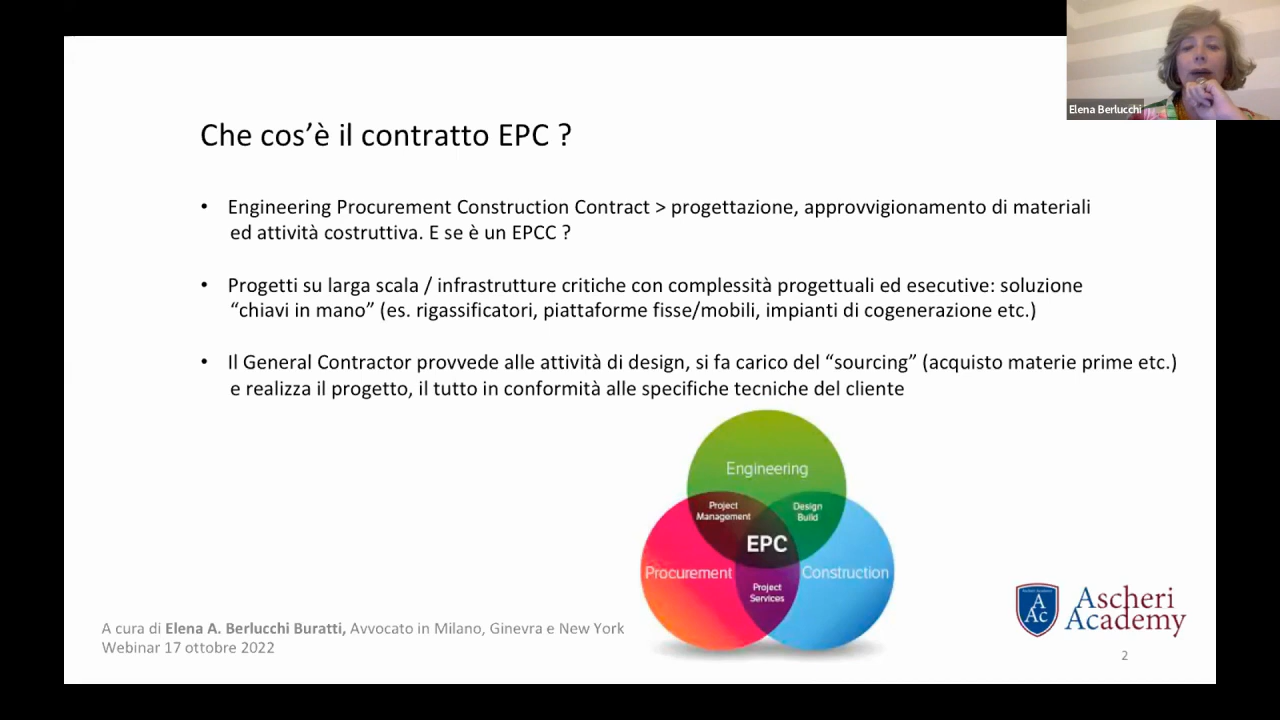 Elena Berlucchi
Che cos’è il contratto EPC ?
• Engineering Procurement Construction Contract > progettazione, approvvigionamento di materiali
ed attività costruttiva. E se è un EPCC ?
• Progetti su larga scala / infrastrutture critiche con complessità progettuali ed esecutive: soluzione
“chiavi in mano” (es. rigassificatori, piattaforme fisse/mobili, impianti di cogenerazione etc.)
• Il General Contractor provvede alle attività di design, si fa carico del “sourcing” (acquisto materie prime etc.)
e realizza il progetto, il tutto in conformità alle specifiche tecniche del cliente
Engineering
Project
Management
Design
Build
EPC
Procurement
Construction
Project
Services
A cura di Elena A. Berlucchi Buratti, Avvocato in Milano, Ginevra e New York
Webinar 17 ottobre 2022
A
Ac
Ascheri
Academy
2